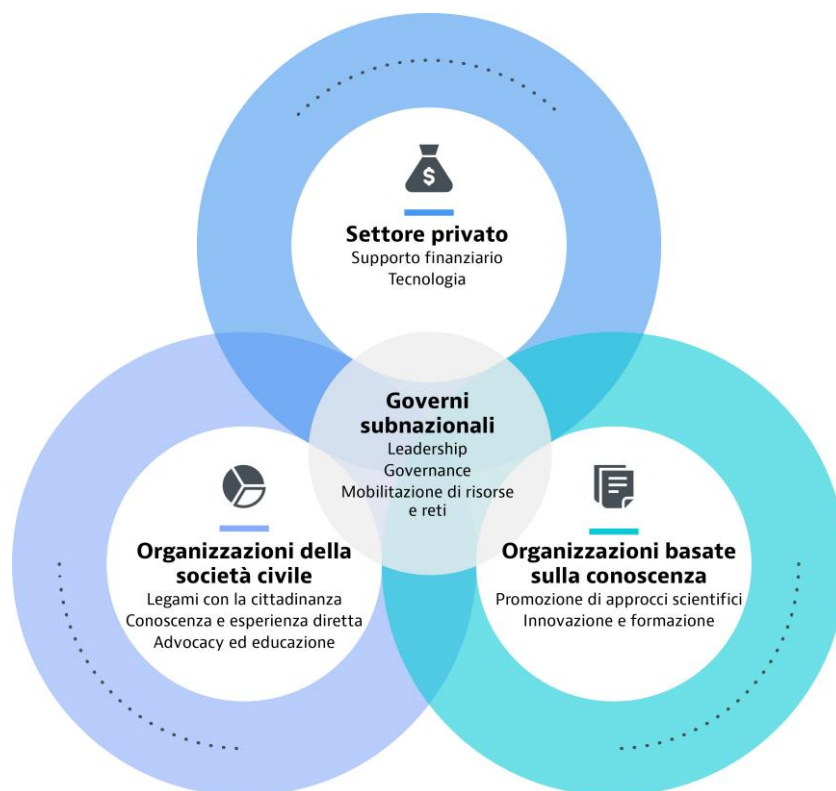 $
Settore privato
Supporto finanziario
Tecnologia
Governi
subnazionali
Leadership
Governance
Mobilitazione di risorse
e reti
Organizzazioni della
società civile
Legami con la cittadinanza
Conoscenza e esperienza diretta
Advocacy ed educazione
Organizzazioni basate
sulla conoscenza
Promozione di approcci scientifici
Innovazione e formazione